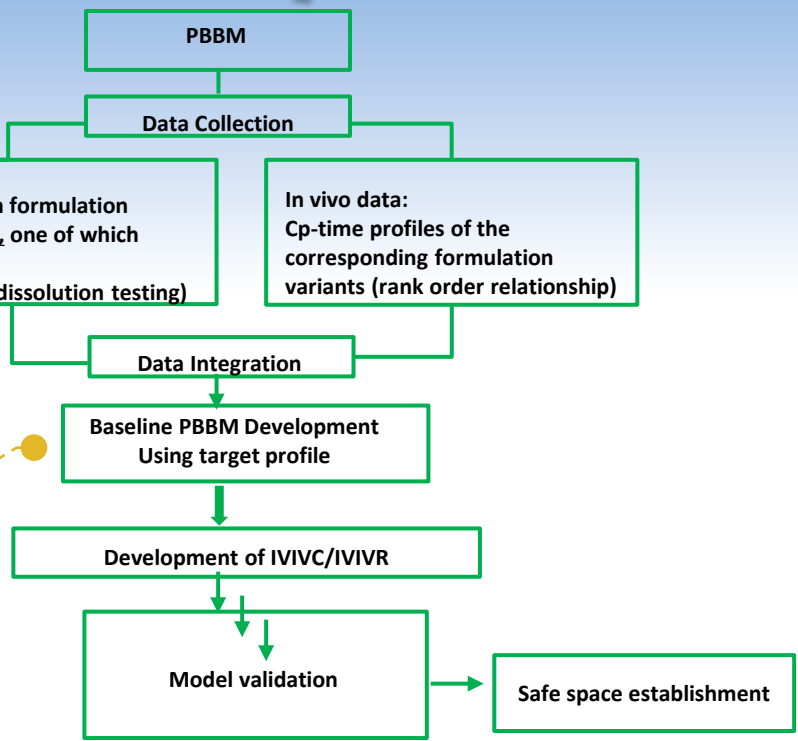 PBBM
Data Collection
n formulation
, one of which
dissolution testing)
In vivo data:
Cp-time profiles of the
corresponding formulation
variants (rank order relationship)
Data Integration
Baseline PBBM Development
Using target profile
Development of IVIVC/IVIVR
Model validation
Safe space establishment